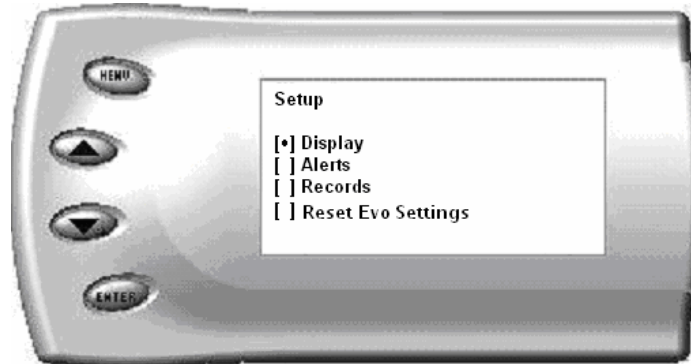 MENU
Setup
[•] Display
[ ] Alerts
[ ] Records
[ ] Reset Evo Settings
ENTER